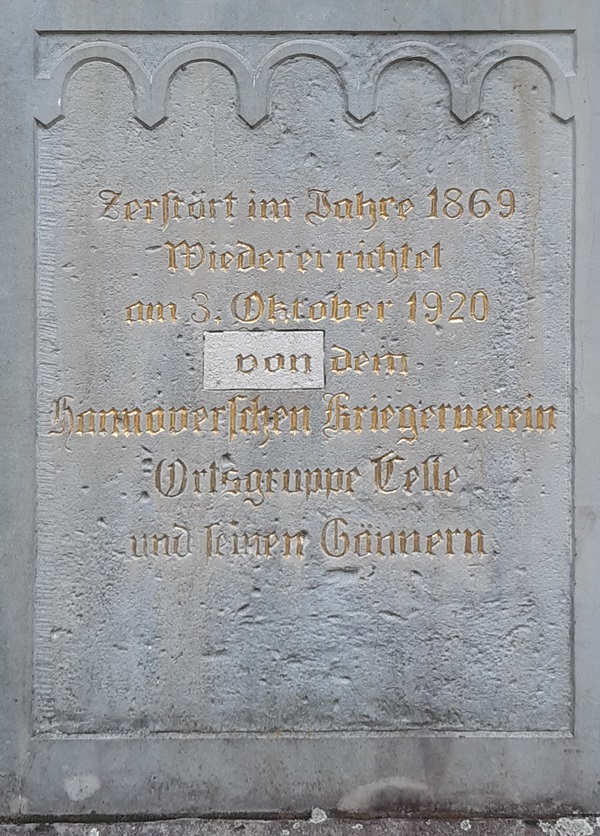 Zerstört im Jahre 1869
Wiedererrichtet
am 3. Oktober 1920
von dem
Hannoverschen Kriegerverein
Ortsgruppe Celle
und seinen Gönnern.